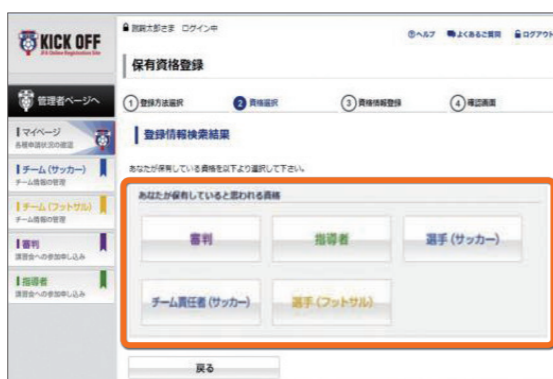 KICK OFF
JFA Online Registration Site
蹴鞠太郎さま ログイン中
ヘルプ
よくあるご質問
ログアウト
保有資格登録
管理者ページへ
1 登録方法選択
2 資格選択
3 資格情報登録
4 確認画面
マイページ
各種申請状況の確認
登録情報検索結果
チーム(サッカー)
チーム情報の管理
あなたが保有している資格を以下より選択して下さい。
チーム(フットサル)
チーム情報の管理
あなたが保有していると思われる資格
審判
講習会への参加申し込み
審判
指導者
選手(サッカー)
指導者
講習会への参加申し込み
チーム責任者(サッカー)
選手(フットサル)
戻る